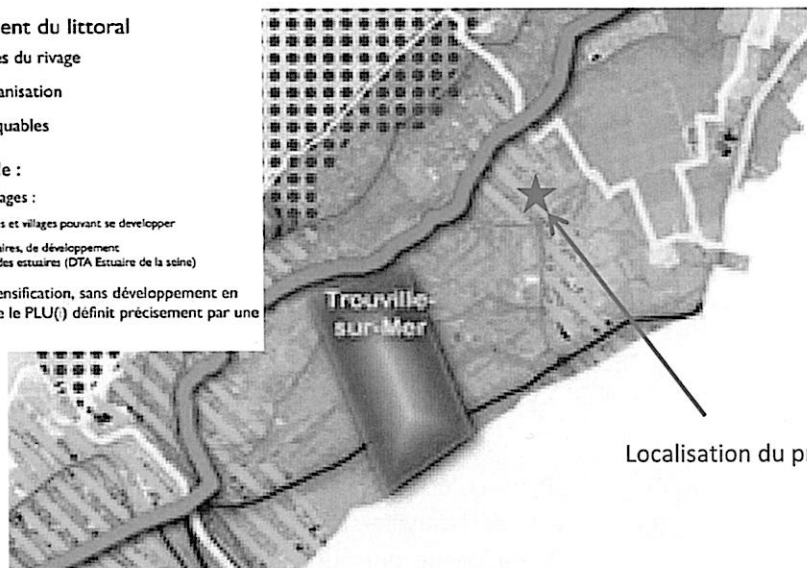 ent du littoral
es du rivage
anisation
quables
le :
ages :
s et villages pouvant se developper
aires, de développement
des estuaires (DTA Estuaire de la seine)
ensification, sans développement en
e le PLU(i) définit précisement par une
Trouville-
sur-Mer
Localisation du pr